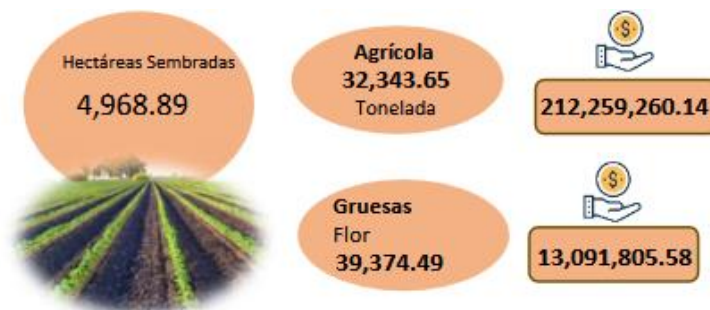 Hectáreas Sembradas
4,968.89
Agrícola
32,343.65
Tonelada
$
212,259,260.14
Gruesas
Flor
39,374.49
$
13,091,805.58